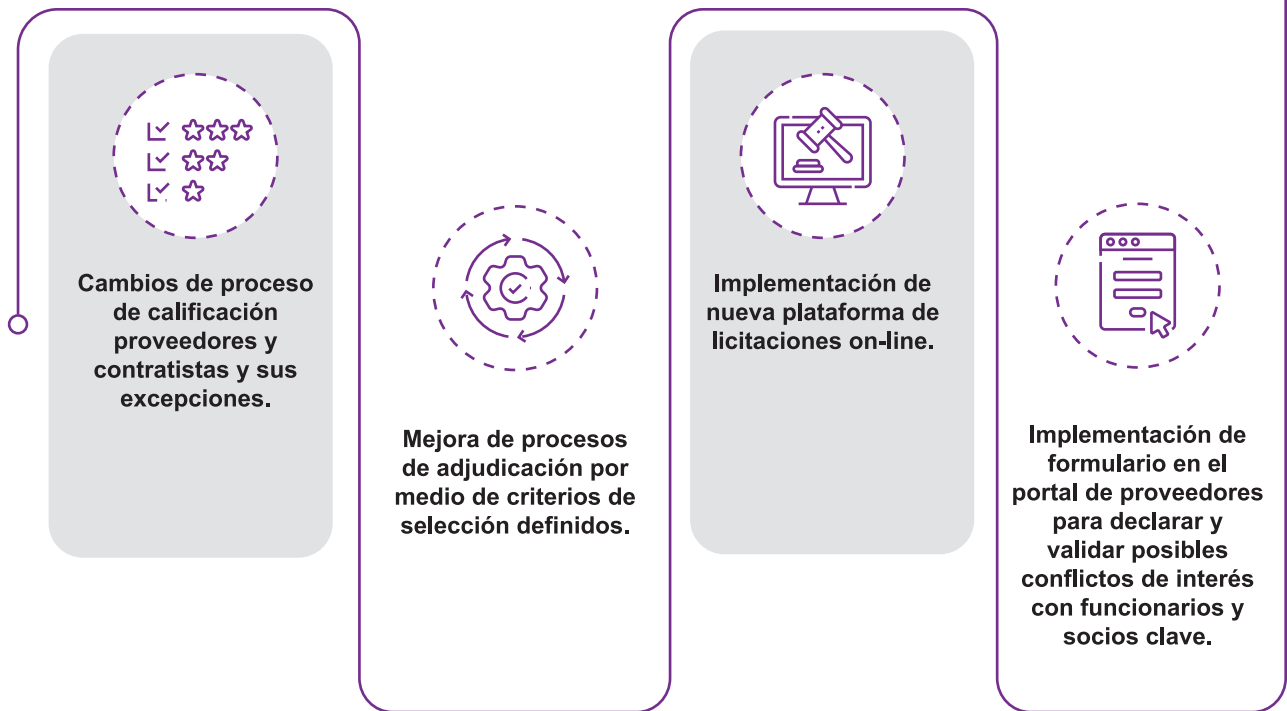 Cambios de proceso
de calificación
proveedores y
contratistas y sus
excepciones.
Mejora de procesos
de adjudicación por
medio de criterios de
selección definidos.
Implementación de
nueva plataforma de
licitaciones on-line.
Implementación de
formulario en el
portal de proveedores
para declarar y
validar posibles
conflictos de interés
con funcionarios y
socios clave.